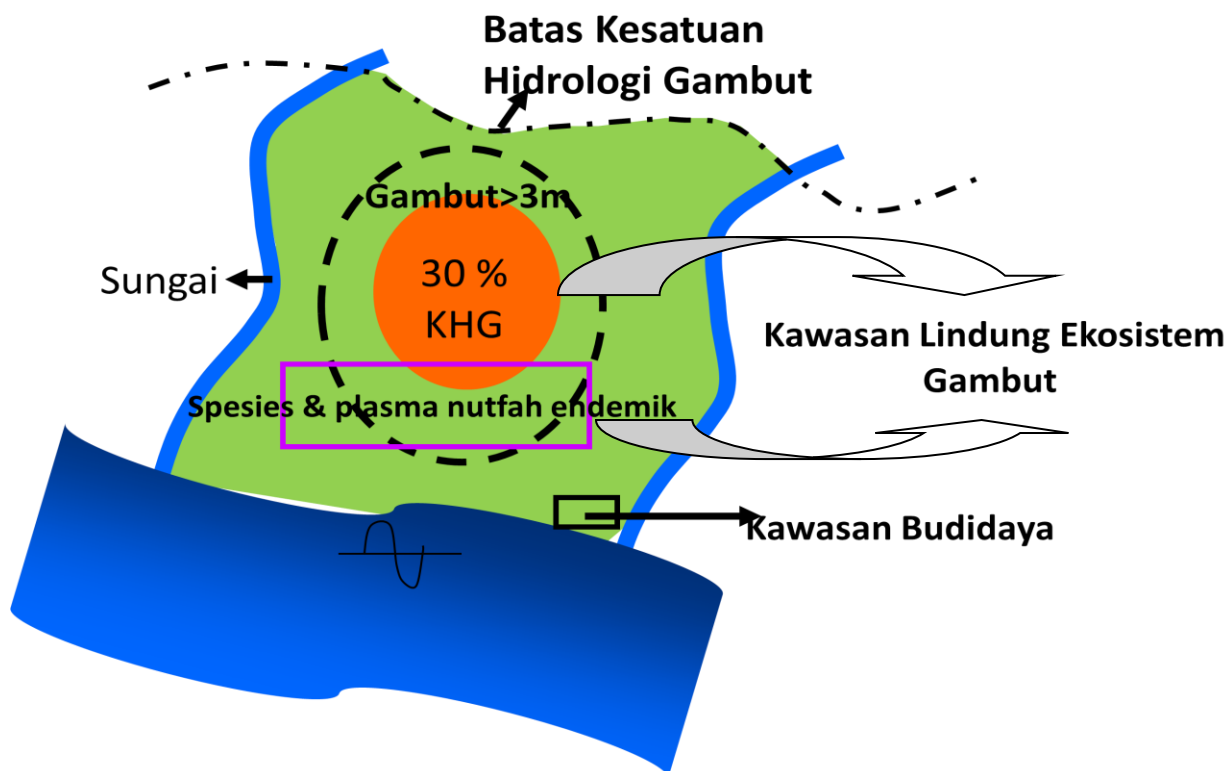 Batas Kesatuan
Hidrologi Gambut
Gambut>3m
Sungai
30 %
KHG
Kawasan Lindung Ekosistem
Gambut
Spesies & plasma nutfah endemik
Kawasan Budidaya